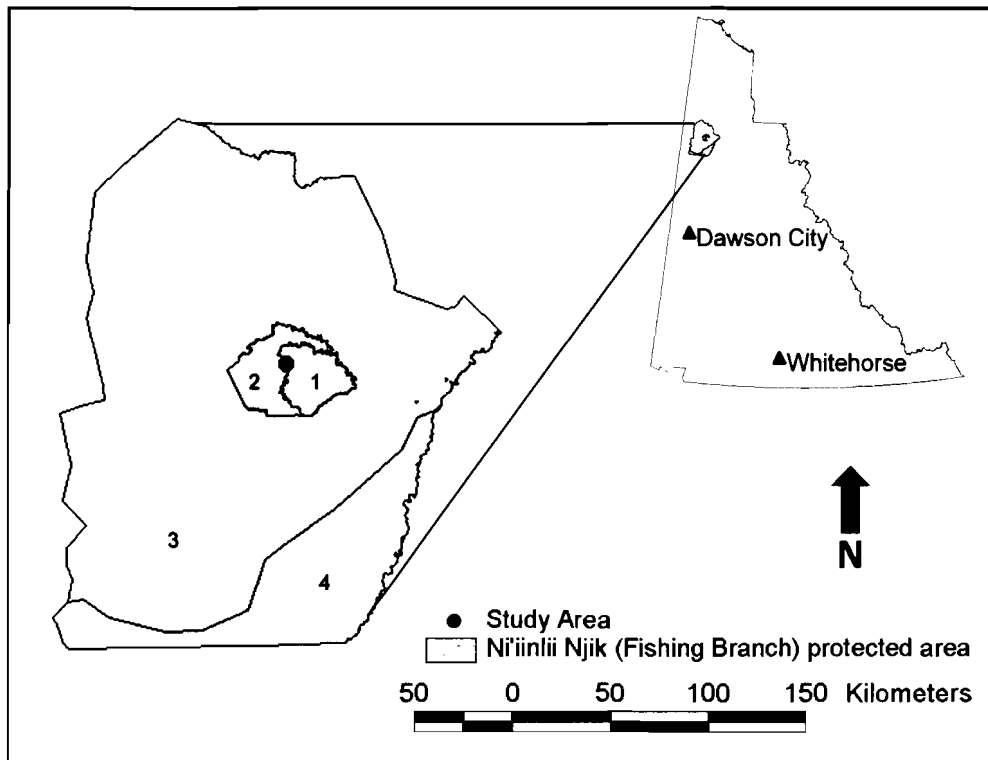 Dawson City
2
1
Whitehorse
3
N
4
Study Area
Ni'iinlii Njik (Fishing Branch) protected area
50 0 50 100 150 Kilometers